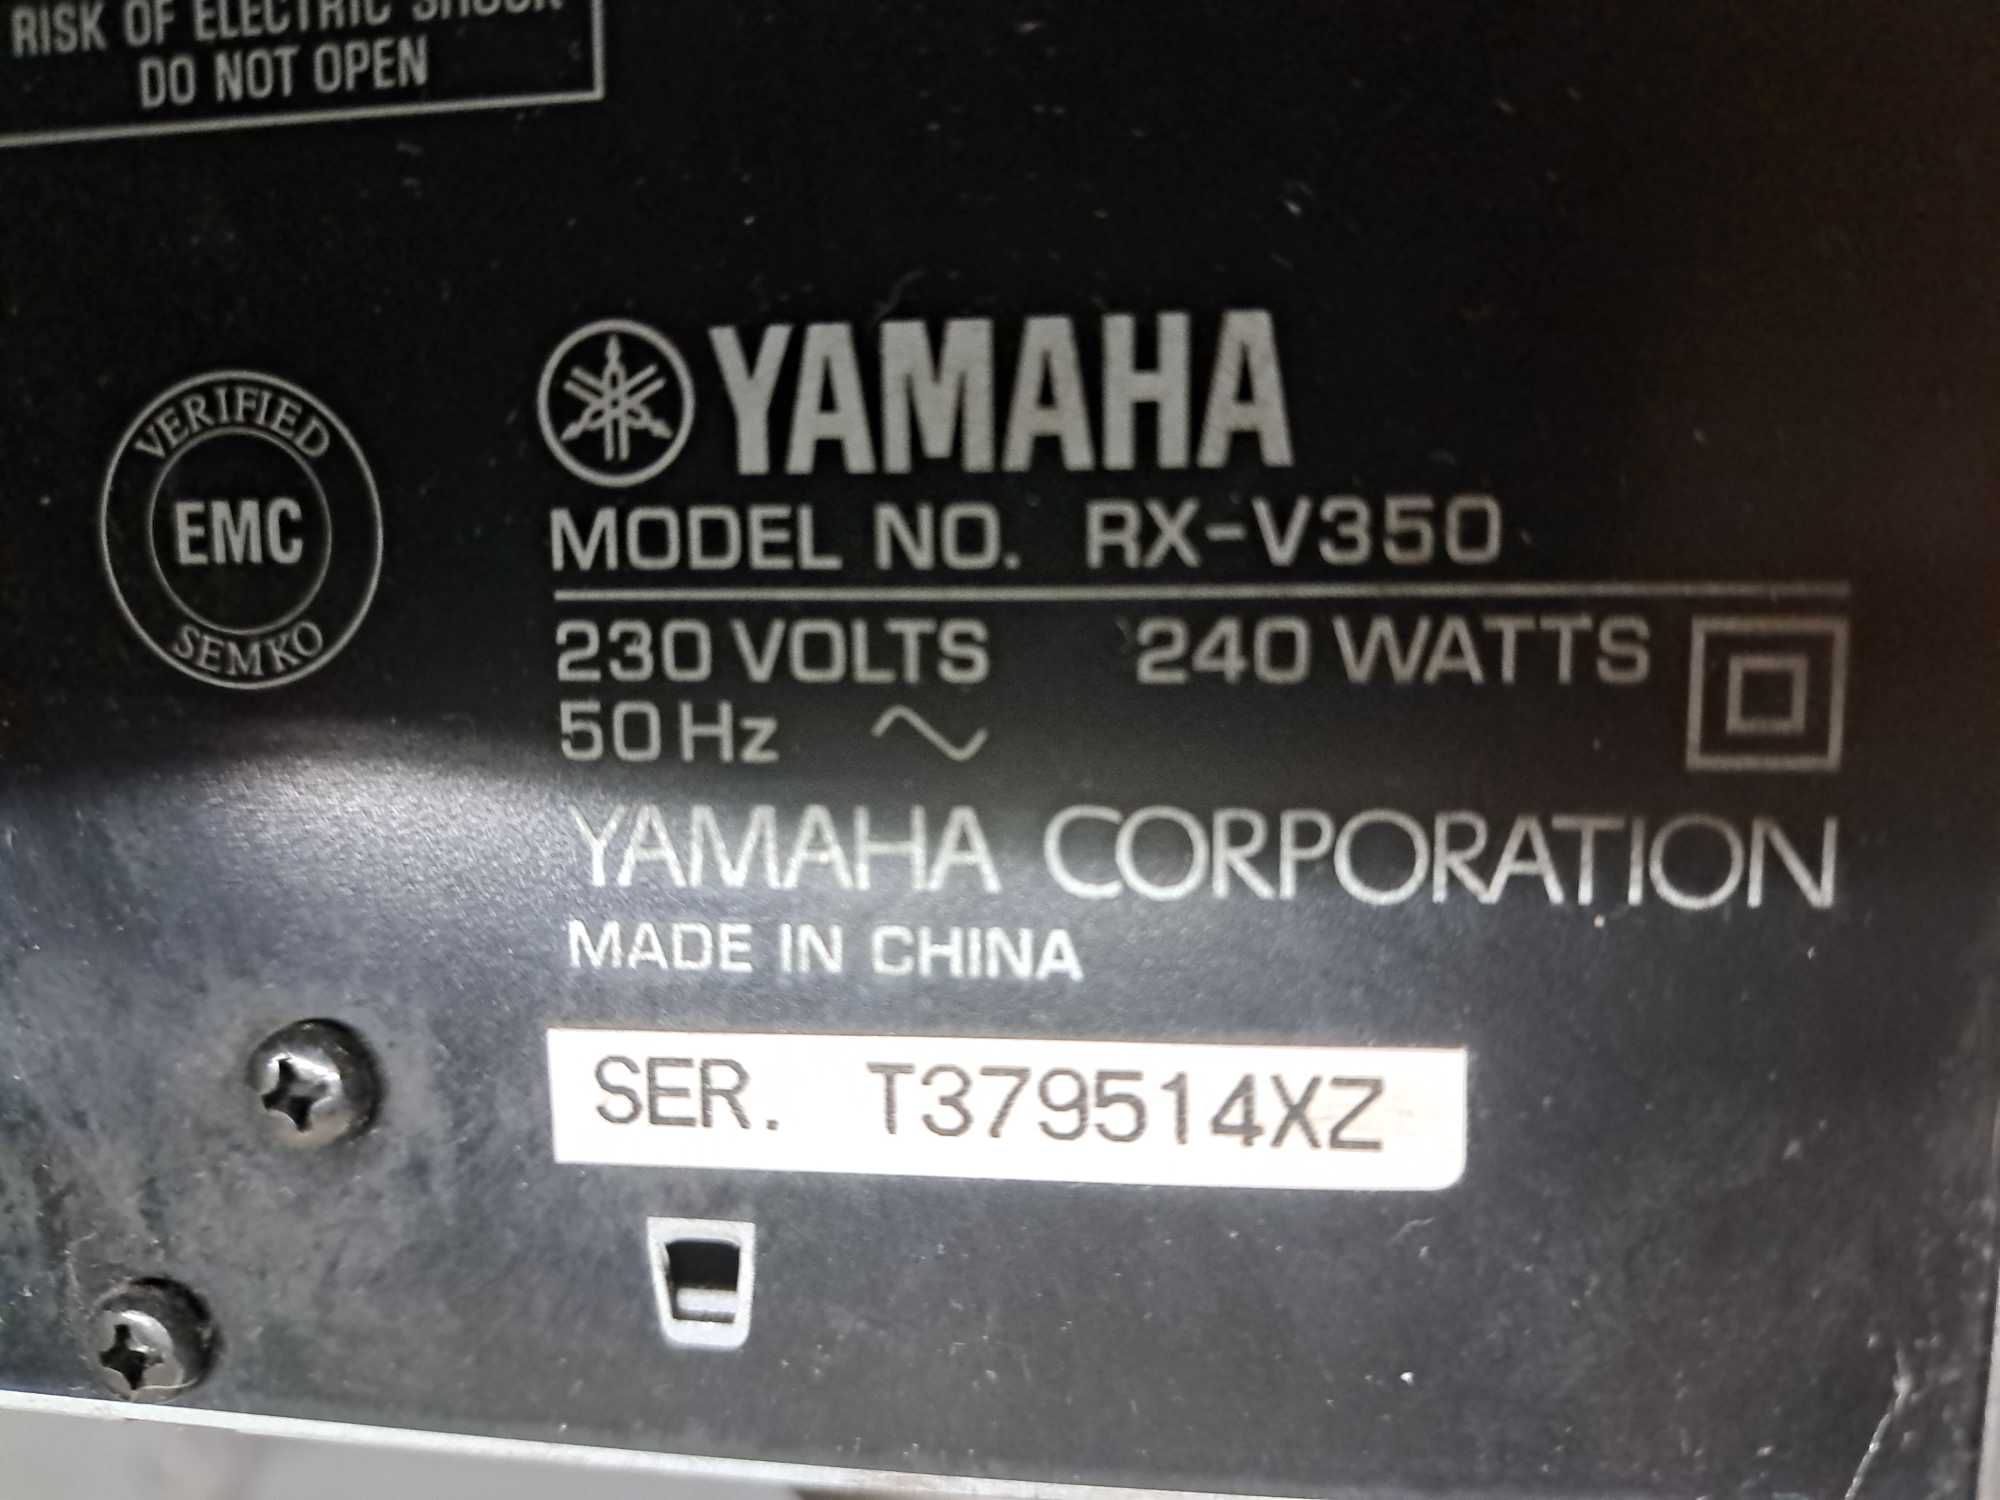 RISK OF ELECTRIC SHOCK
DO NOT OPEN
VERIFIED
EMC
SEMKO
YAMAHA
MODEL NO. RX-V350
230 VOLTS 240 WATTS
50 Hz ~
YAMAHA CORPORATION
MADE IN CHINA
SER. T379514XZ